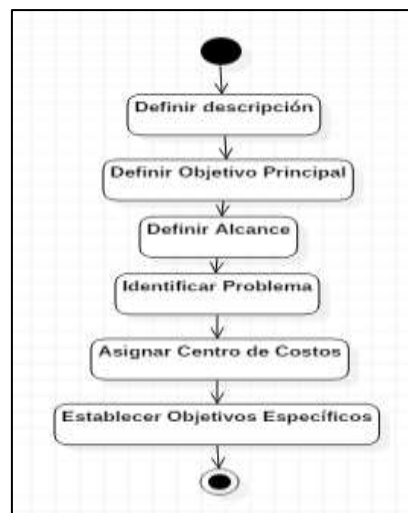 Definir descripción
Definir Objetivo Principal
Definir Alcance
Identificar Problema
Asignar Centro de Costos
Establecer Objetivos Específicos